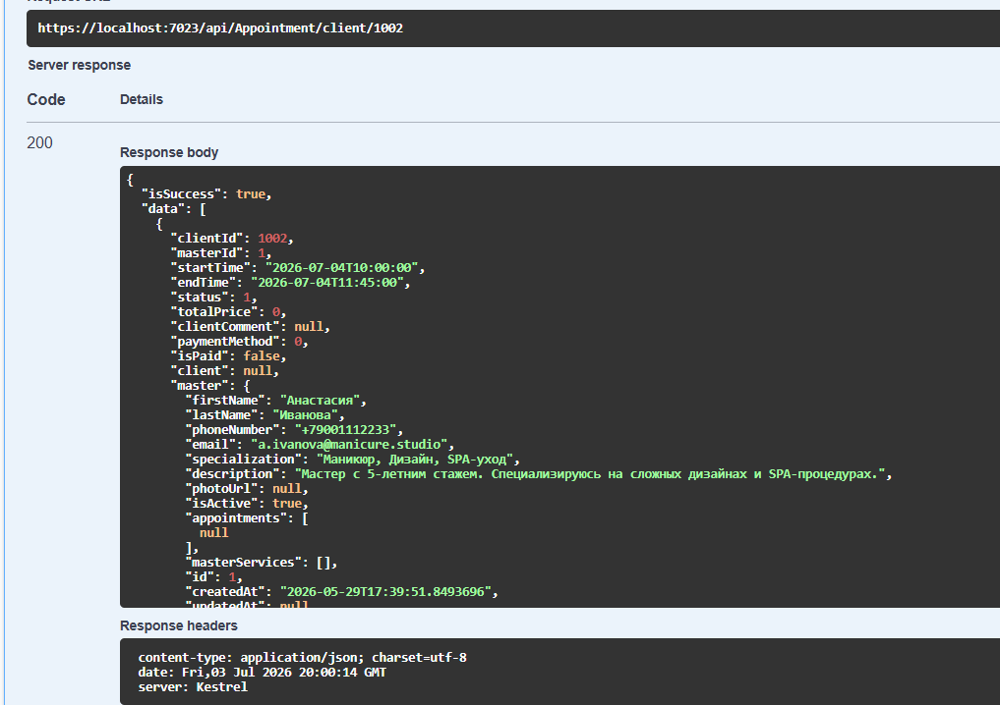 https://localhost:7023/api/Appointment/client/1002
Server response
Code Details
200
Response body
{
"isSuccess": true,
"data": [
{
"clientId": 1002,
"masterId": 1,
"startTime": "2026-07-04T10:00:00",
"endTime": "2026-07-04T11:45:00",
"status": 1,
"totalPrice": 0,
"clientComment": null,
"paymentMethod": 0,
"isPaid": false,
"client": null,
"master": {
"firstName": "Анастасия",
"lastName": "Иванова",
"phoneNumber": "+79001112233",
"email": "a.ivanova@manicure.studio",
"specialization": "Маникюр, Дизайн, SPA-уход",
"description": "Мастер с 5-летним стажем. Специализируюсь на сложных дизайнах и SPA-процедурах.",
"photoUrl": null,
"isActive": true,
"appointments": [
null
],
"masterServices": [],
"id": 1,
"createdAt": "2026-05-29T17:39:51.8493696",
"updatedAt": null
Response headers
content-type: application/json; charset=utf-8
date: Fri,03 Jul 2026 20:00:14 GMT
server: Kestrel